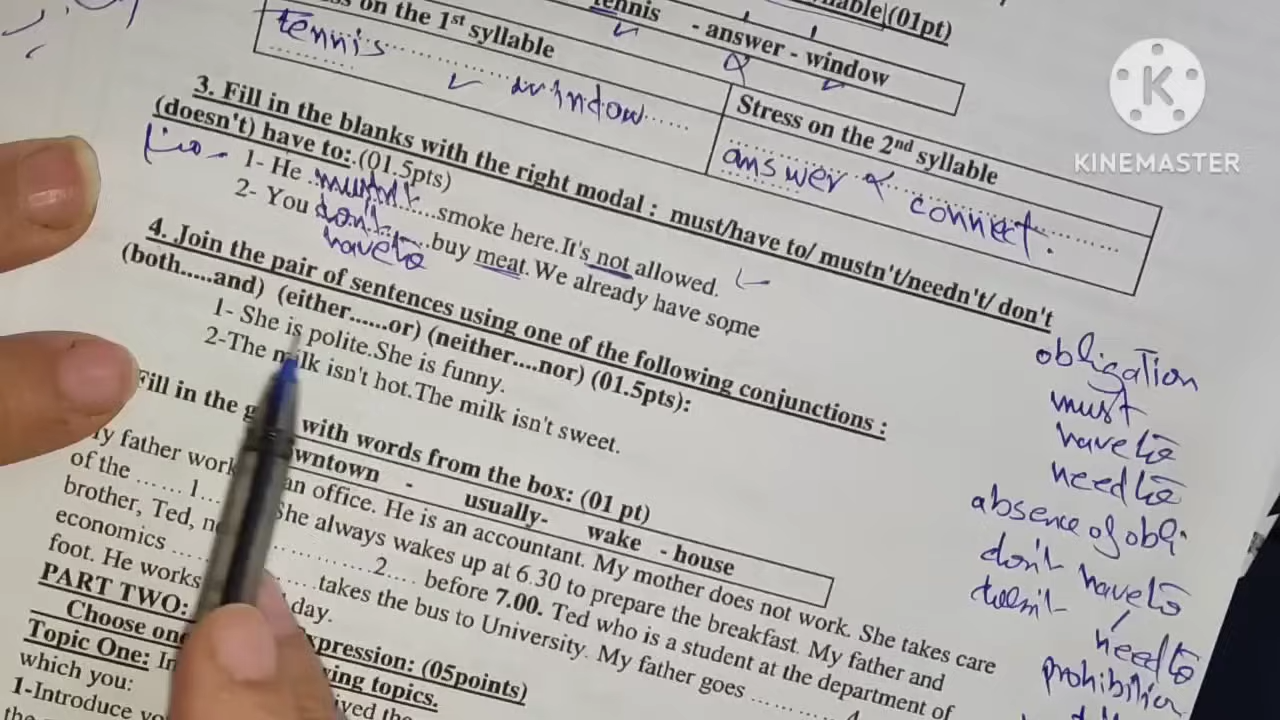 (01pt)
tennis - answer - window
on the 1st syllable
Stress on the 2nd syllable
tennis window
answer connect.
3. Fill in the blanks with the right modal : must/have to/ mustn't/needn't/ don't
(doesn't) have to:.(01.5pts)
1- He mustn't smoke here.It's not allowed.
2- You don't have to buy meat.We already have some
4. Join the pair of sentences using one of the following conjunctions :
(both.....and) (either......or) (neither....nor) (01.5pts):
1- She is polite.She is funny.
2-The milk isn't hot.The milk isn't sweet.
Fill in the with words from the box: (01 pt)
downtown - usually- wake - house
My father work an office. He is an accountant. My mother does not work. She takes care
of the ...... 1... She always wakes up at 6.30 to prepare the breakfast. My father and
brother, Ted, 2.... before 7.00. Ted who is a student at the department of
economics takes the bus to University. My father goes 4
foot. He works day.
PART TWO: expression: (05points)
Choose one topics.
Topic One:
which you:
1-Introduce
obligation
must
have to
need to
absence of obli
don't have to
need to
prohibition
KINEMASTER